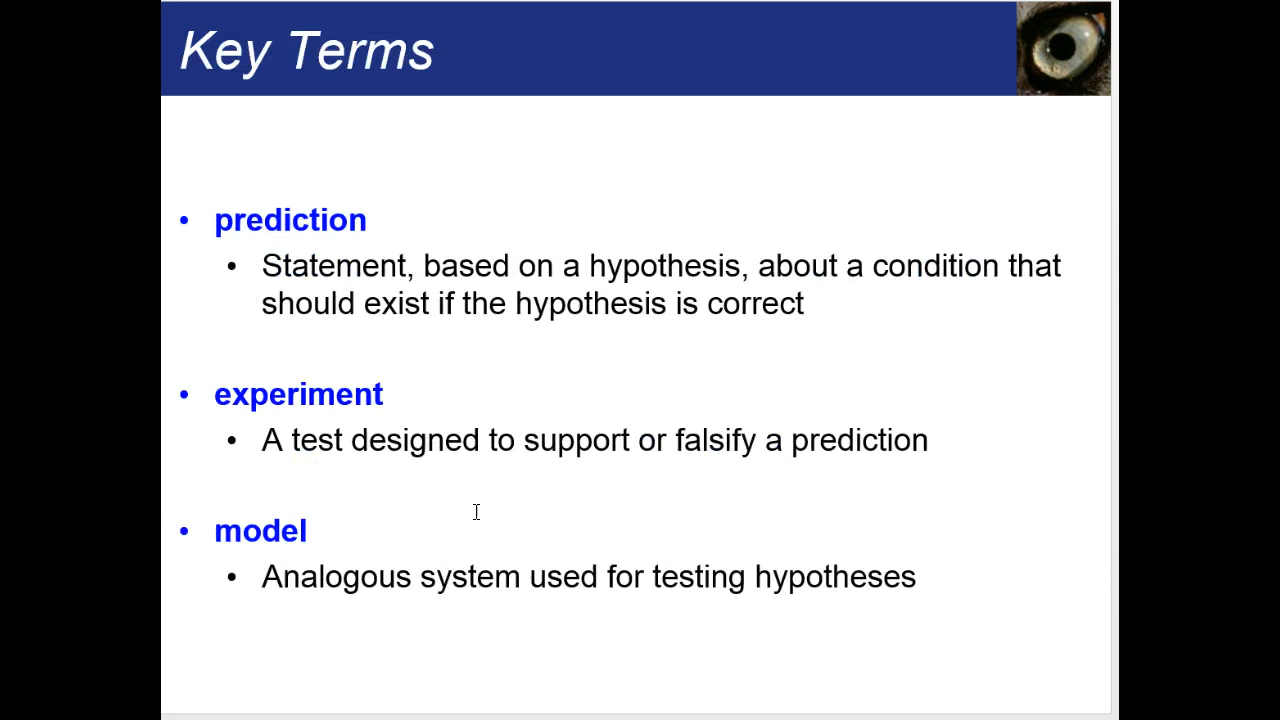 Key Terms
• prediction
• Statement, based on a hypothesis, about a condition that
should exist if the hypothesis is correct
• experiment
• A test designed to support or falsify a prediction
• model
• Analogous system used for testing hypotheses